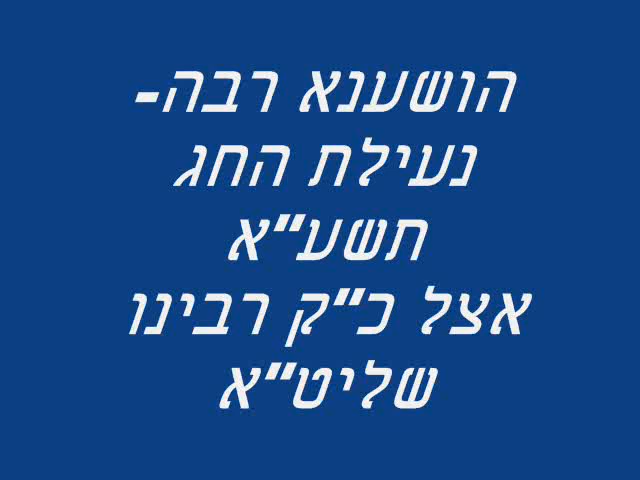 הושענא רבה-
נעילת החג
תשע"א
אצל כ"ק רבינו
שליט"א